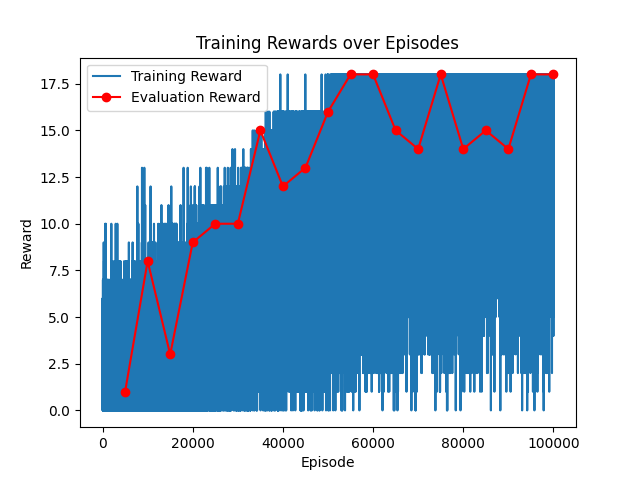 Training Rewards over Episodes
Training Reward
Evaluation Reward
17.5
15.0
12.5
10.0
7.5
5.0
2.5
0.0
Reward
0 20000 40000 60000 80000 100000
Episode